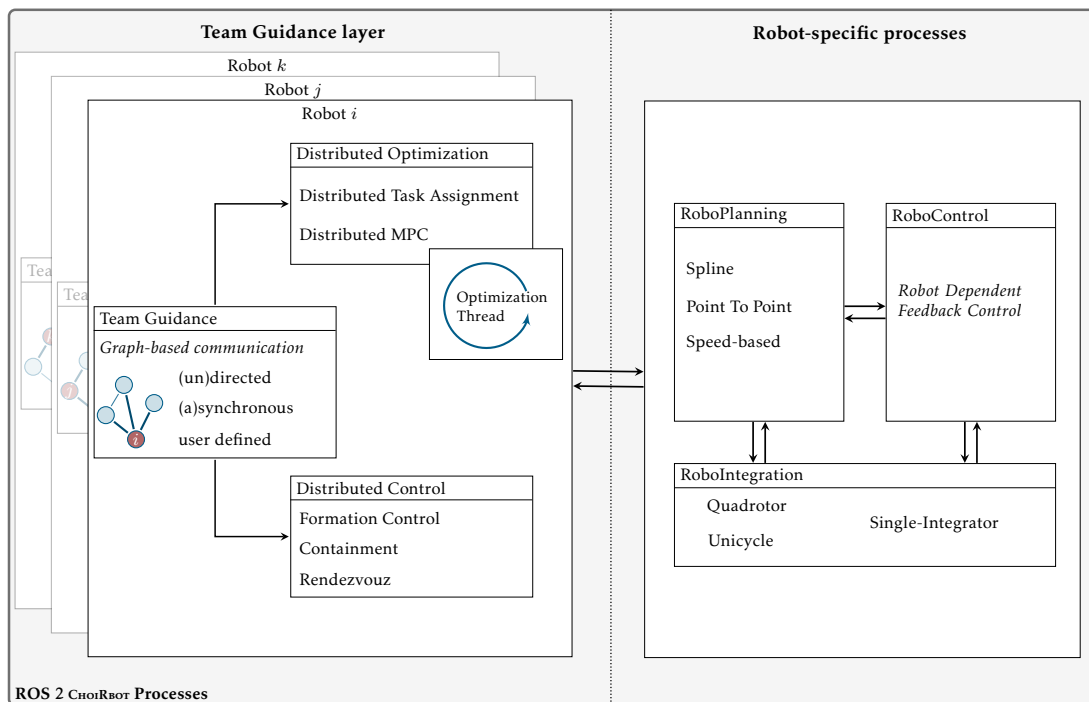 Team Guidance layer
Robot-specific processes
Robot k
Robot j
Robot i
Distributed Optimization
Distributed Task Assignment
Distributed MPC
Optimization
Thread
Tea
Te
Team Guidance
Graph-based communication
(un)directed
(a)synchronous
user defined
i
j
Distributed Control
Formation Control
Containment
Rendezvouz
RoboPlanning
Spline
Point To Point
Speed-based
RoboControl
Robot Dependent
Feedback Control
RoboIntegration
Quadrotor
Unicycle
Single-Integrator
ROS 2 ChoiRbot Processes